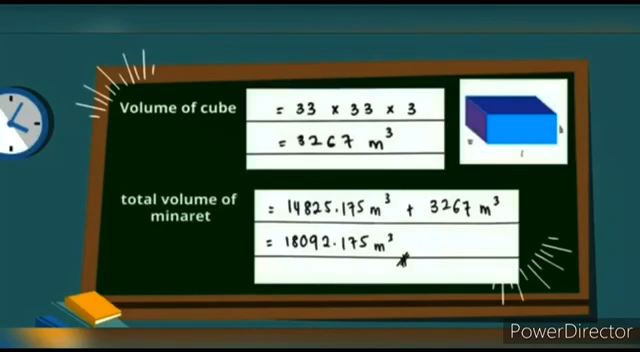 Volume of cube
= 33 x 33 x 3
= 3267 m³
b
w
l
total volume of
minaret
= 14825.175 m³ + 3267 m³
= 18092.175 m³
PowerDirector